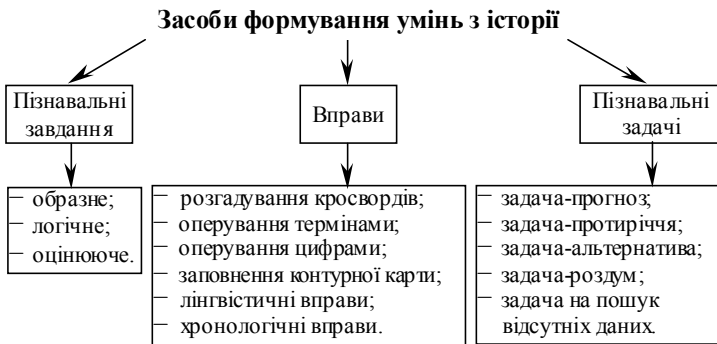 Засоби формування умінь з історії
Пізнавальні
завдання
Вправи
Пізнавальні
задачі
– образне;
– логічне;
– оцінююче.
– розгадування кросвордів;
– оперування термінами;
– оперування цифрами;
– заповнення контурної карти;
– лінгвістичні вправи;
– хронологічні вправи.
– задача-прогноз;
– задача-протиріччя;
– задача-альтернатива;
– задача-роздум;
– задача на пошук
відсутніх даних.